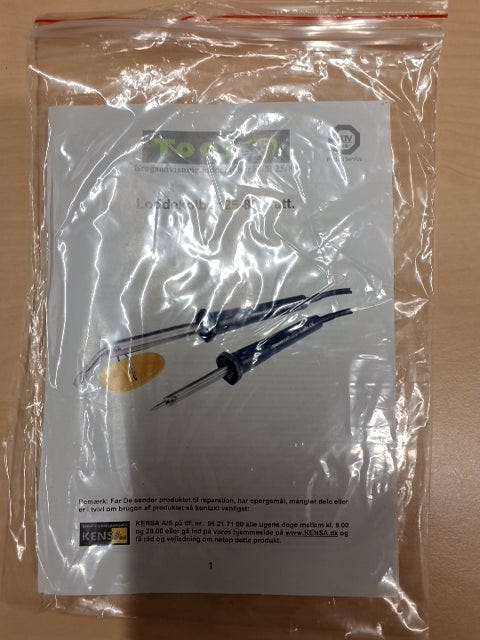 Brugsanvisning
Bemærk: Før De sender produktet til reparation, har spørgsmål, mangler dele eller
er i tvivl om brugen af produktet så kontakt venligst:
KENSA A/S på tlf. nr. 96 21 71 00 alle ugens dage mellem kl. 9.00
og 20.00 eller gå ind på vores hjemmeside på www.KENSA.dk og
få råd og vejledning om netop dette produkt.
1